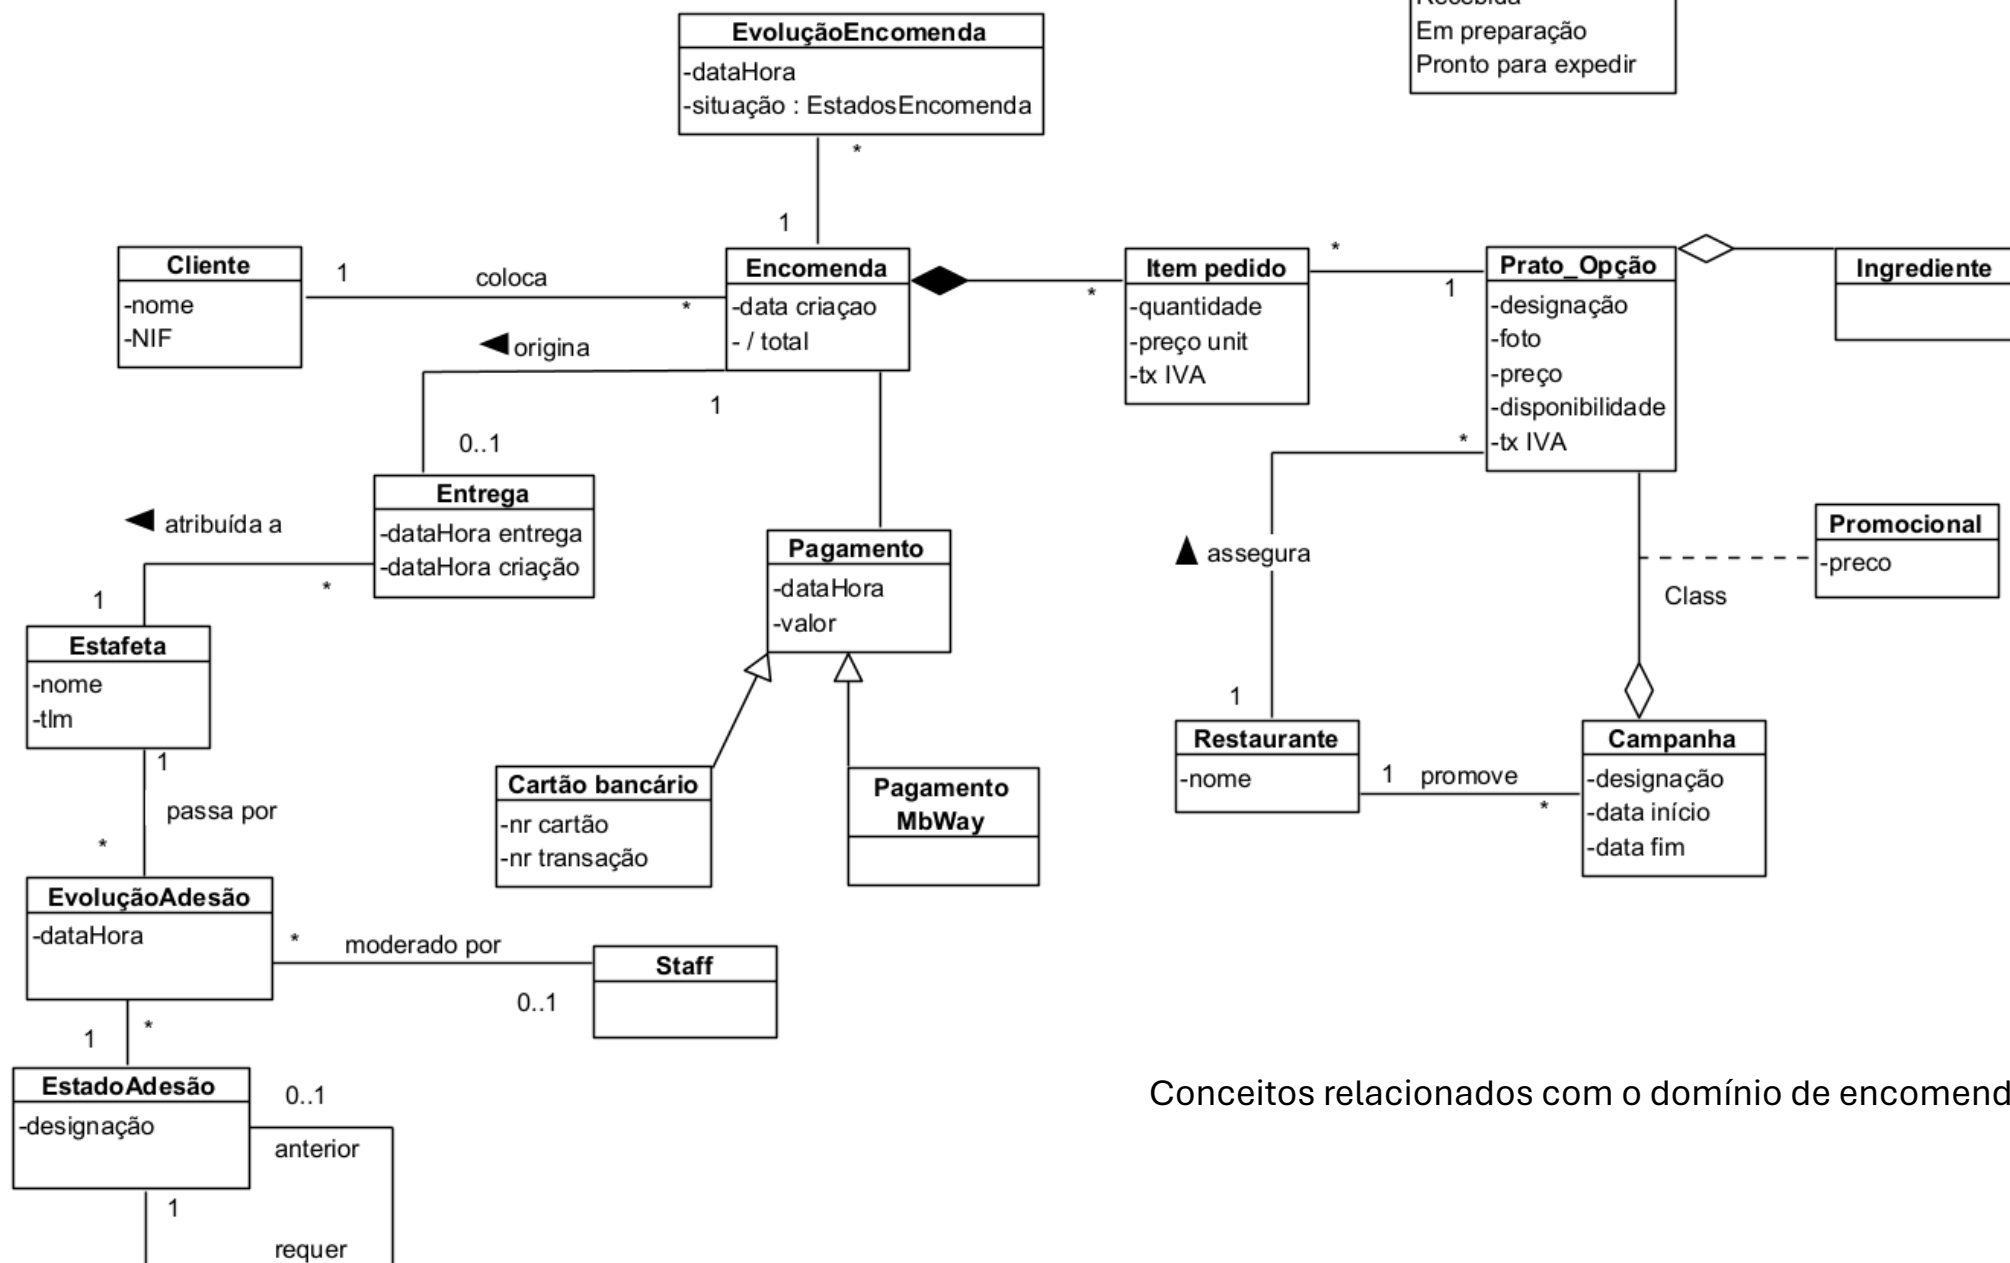 Recebida
Em preparação
Pronto para expedir
EvoluçãoEncomenda
-dataHora
-situação : EstadosEncomenda
*
1
Cliente
-nome
-NIF
1
coloca
*
Encomenda
-data criaçao
- / total
*
Item pedido
-quantidade
-preço unit
-tx IVA
*
1
Prato_Opção
-designação
-foto
-preço
-disponibilidade
-tx IVA
Ingrediente
origina
1
0..1
Entrega
-dataHora entrega
-dataHora criação
atribuída a
*
1
Estafeta
-nome
-tlm
Pagamento
-dataHora
-valor
*
assegura
1
Promocional
-preco
Class
Restaurante
-nome
1
promove
*
Campanha
-designação
-data início
-data fim
Cartão bancário
-nr cartão
-nr transação
Pagamento
MbWay
1
passa por
*
EvoluçãoAdesão
-dataHora
*
moderado por
0..1
Staff
1
*
EstadoAdesão
-designação
0..1
anterior
1
requer
Conceitos relacionados com o domínio de encomend